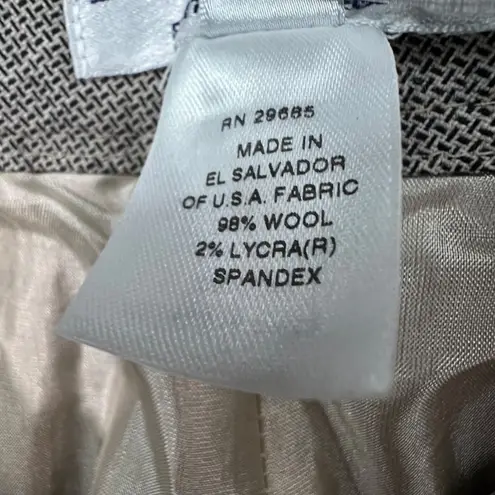 RN 29685
MADE IN
EL SALVADOR
OF U.S.A. FABRIC
98% WOOL
2% LYCRA(R)
SPANDEX